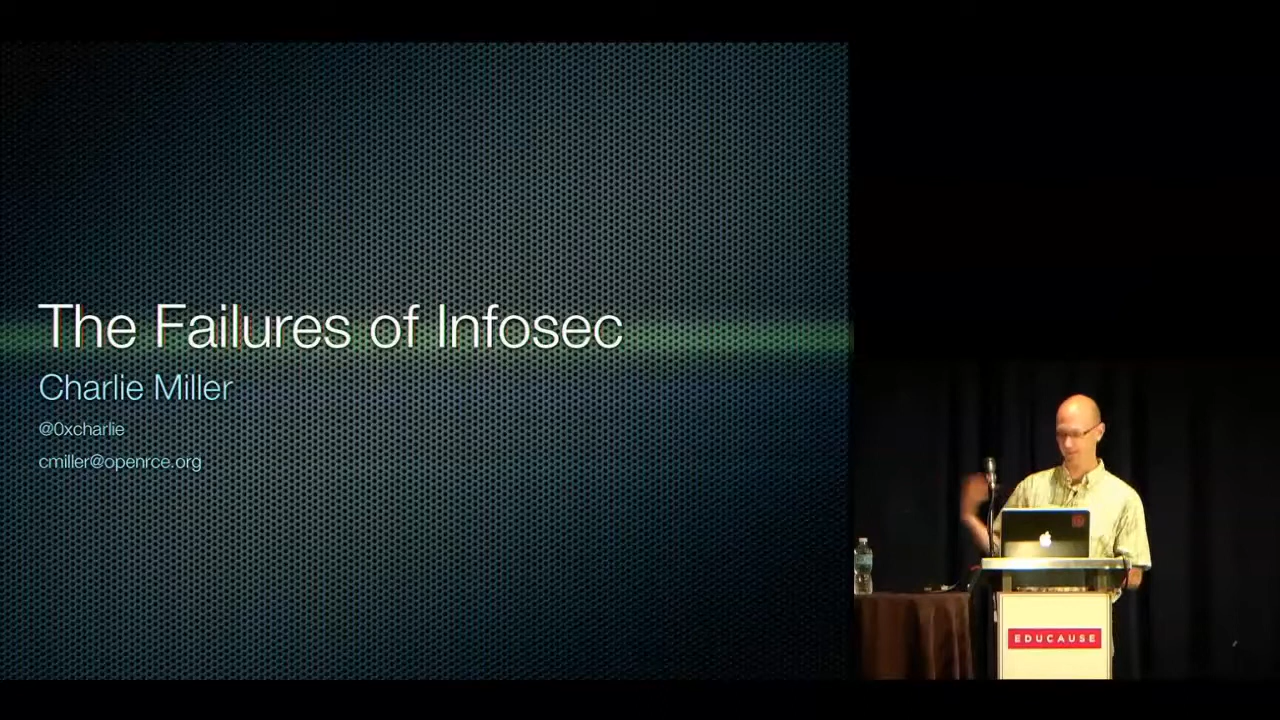 The Failures of Infosec
Charlie Miller
@0xcharlie
cmiller@openrce.org
EDUCAUSE